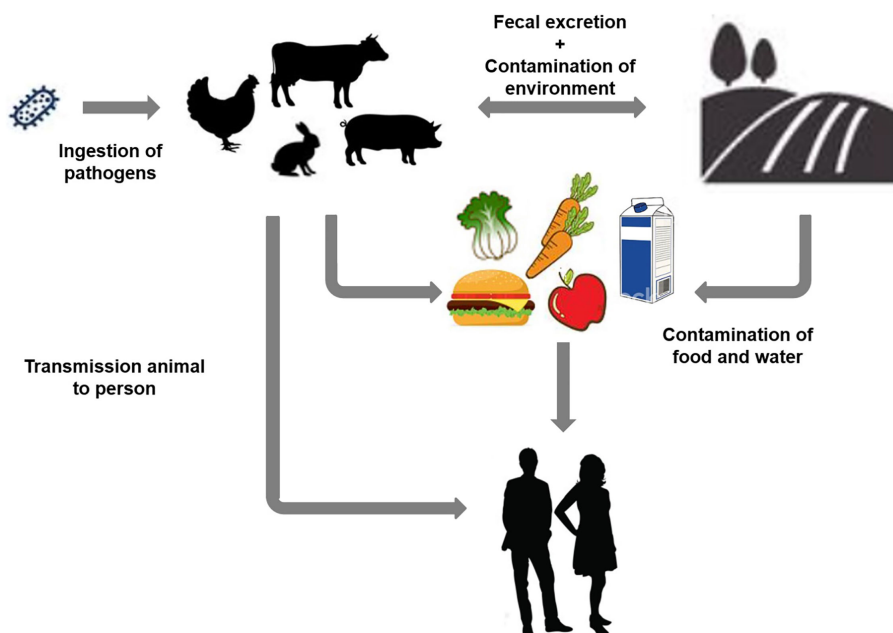 Fecal excretion
+
Contamination of
environment
Ingestion of
pathogens
Contamination of
food and water
Transmission animal
to person